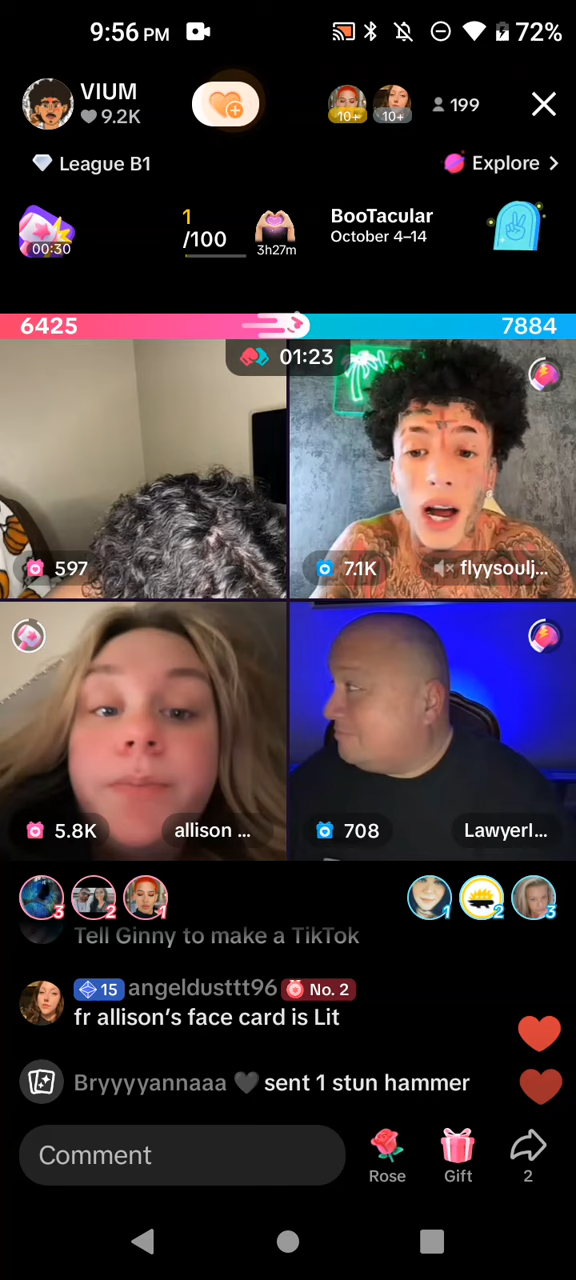 9:56 PM
72%
VIUM
9.2K
10+
10+
199
League B1
Explore >
00:30
1
/100
3h27m
BooTacular
October 4–14
6425
7884
01:23
597
7.1K
flyysoulj...
5.8K
allison ...
708
Lawyerl...
3
2
1
1
2
3
Tell Ginny to make a TikTok
15 angeldusttt96 No. 2
fr allison's face card is Lit
Bryyyyannaaa 🖤 sent 1 stun hammer
Comment
Rose
Gift
2